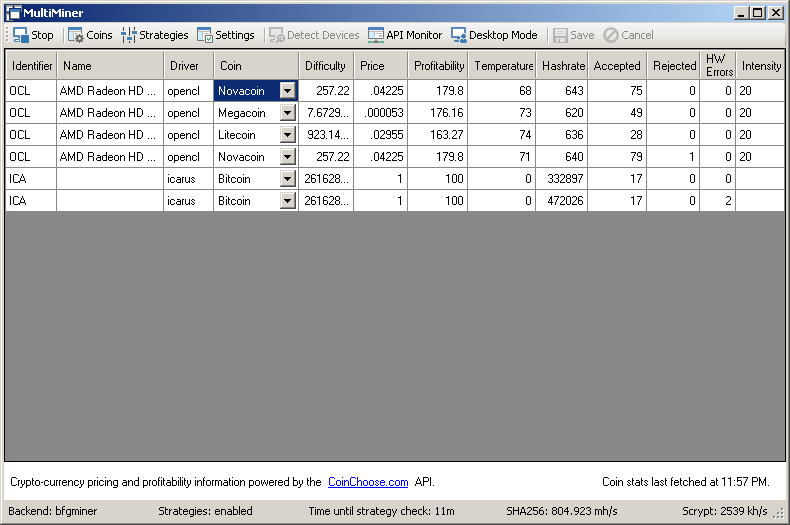 MultiMiner
Stop Coins Strategies Settings Detect Devices API Monitor Desktop Mode Save Cancel
Identifier Name Driver Coin Difficulty Price Profitability Temperature Hashrate Accepted Rejected HW Errors Intensity
OCL AMD Radeon HD ... opencl Novacoin 257.22 .04225 179.8 68 643 75 0 0 20
OCL AMD Radeon HD ... opencl Megacoin 7.6729... .000053 176.16 73 620 49 0 0 20
OCL AMD Radeon HD ... opencl Litecoin 923.14... .02955 163.27 74 636 28 0 0 20
OCL AMD Radeon HD ... opencl Novacoin 257.22 .04225 179.8 71 640 79 1 0 20
ICA icarus Bitcoin 261628... 1 100 0 332897 17 0 0
ICA icarus Bitcoin 261628... 1 100 0 472026 17 0 2
Crypto-currency pricing and profitability information powered by the CoinChoose.com API. Coin stats last fetched at 11:57 PM.
Backend: bfgminer Strategies: enabled Time until strategy check: 11m SHA256: 804.923 mh/s Scrypt: 2539 kh/s